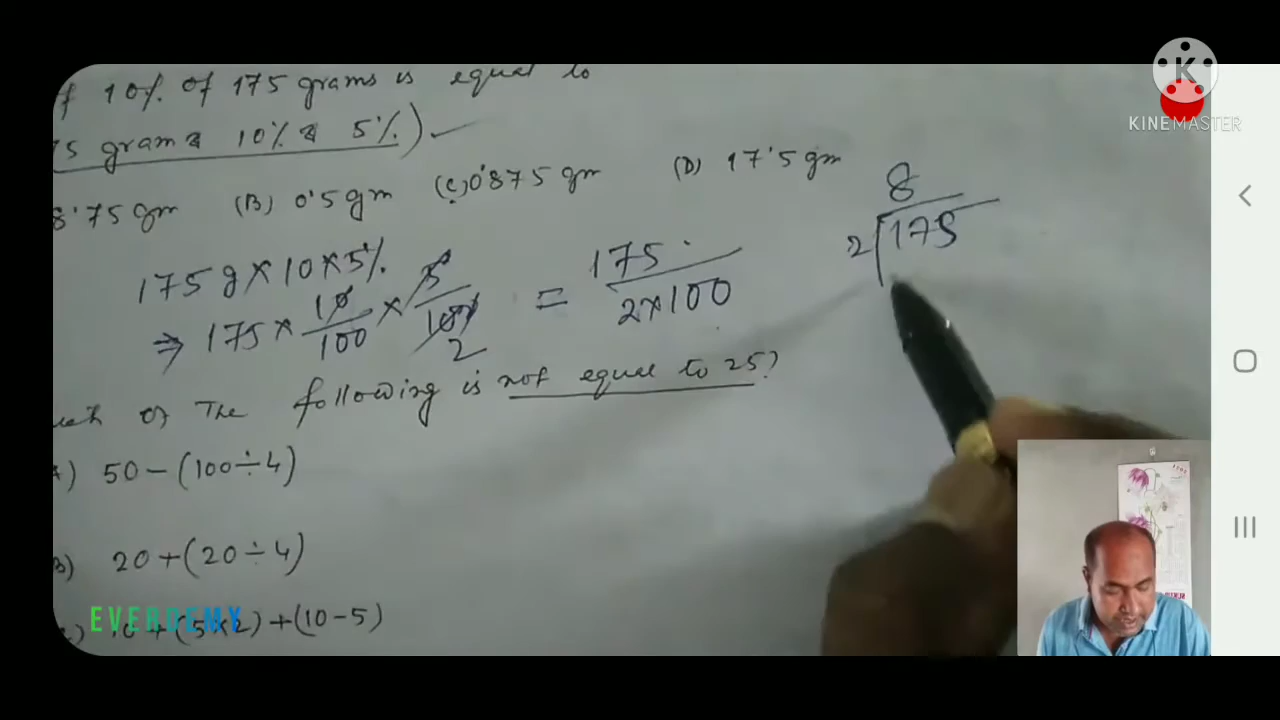 10% of 175 grams is equal to
75 grams 10% 5%)
8.75 gm (B) 0.5 gm (C) 0.875 gm (D) 17.5 gm
175 g × 10 × 5%
⇒ 175 × 10/100 × 5/100 = 175/2×100
2
8
2 175
of The following is not equal to 25?
A) 50 - (100 ÷ 4)
B) 20 + (20 ÷ 4)
10 + (5×2) + (10 - 5)
KINEMASTER
EVERDEMY